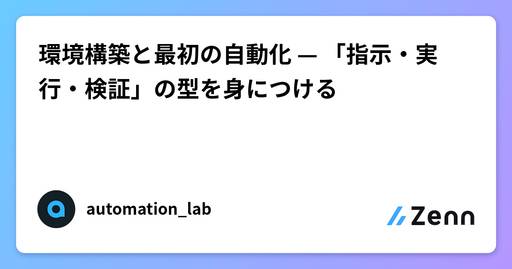 環境構築と最初の自動化 — 「指示・実
行・検証」の型を身につける
automation_lab
Zenn